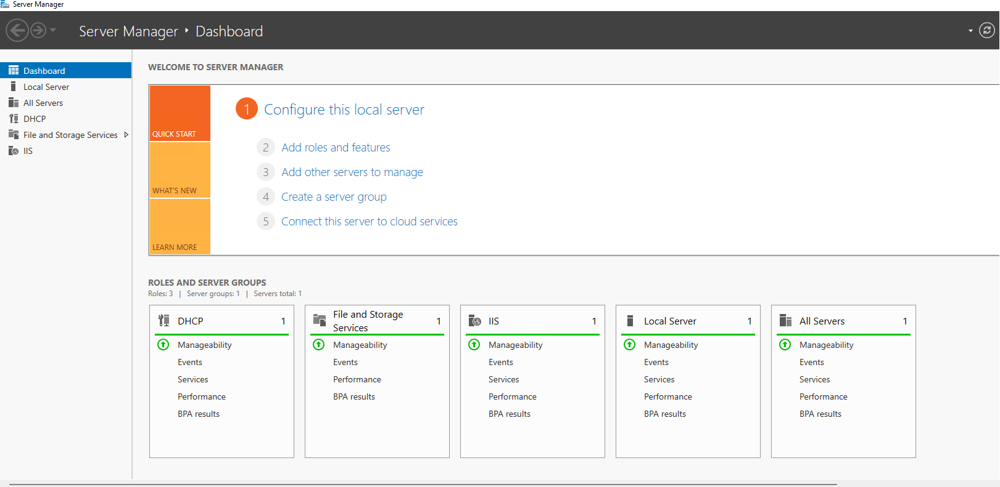 Server Manager
Server Manager ‣ Dashboard
Dashboard
Local Server
All Servers
DHCP
File and Storage Services
IIS
WELCOME TO SERVER MANAGER
QUICK START
WHAT'S NEW
LEARN MORE
1 Configure this local server
2 Add roles and features
3 Add other servers to manage
4 Create a server group
5 Connect this server to cloud services
ROLES AND SERVER GROUPS
Roles: 3 | Server groups: 1 | Servers total: 1
DHCP 1
Manageability
Events
Services
Performance
BPA results
File and Storage
Services 1
Manageability
Events
Performance
BPA results
IIS 1
Manageability
Events
Services
Performance
BPA results
Local Server 1
Manageability
Events
Services
Performance
BPA results
All Servers 1
Manageability
Events
Services
Performance
BPA results